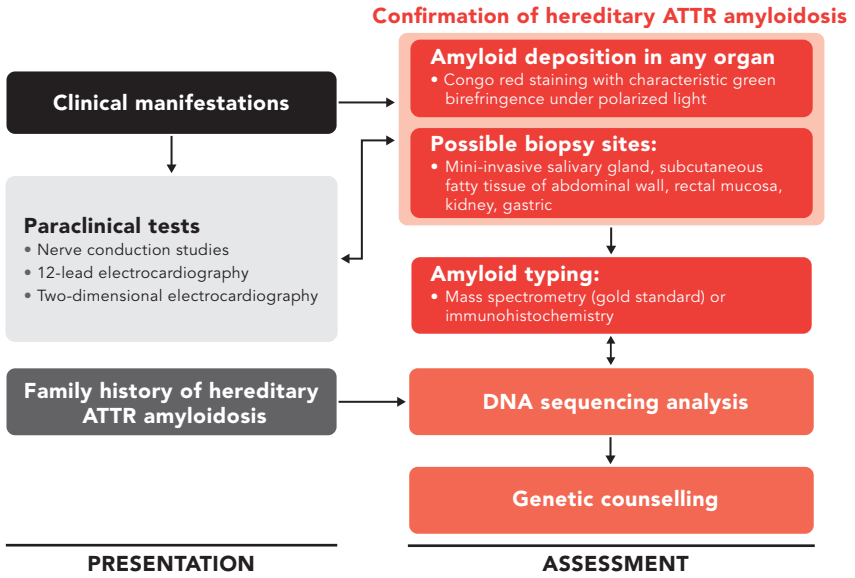 Confirmation of hereditary ATTR amyloidosis
Clinical manifestations
Paraclinical tests
• Nerve conduction studies
• 12-lead electrocardiography
• Two-dimensional electrocardiography
Family history of hereditary
ATTR amyloidosis
PRESENTATION
Amyloid deposition in any organ
• Congo red staining with characteristic green
birefringence under polarized light
Possible biopsy sites:
• Mini-invasive salivary gland, subcutaneous
fatty tissue of abdominal wall, rectal mucosa,
kidney, gastric
Amyloid typing:
• Mass spectrometry (gold standard) or
immunohistochemistry
DNA sequencing analysis
Genetic counselling
ASSESSMENT